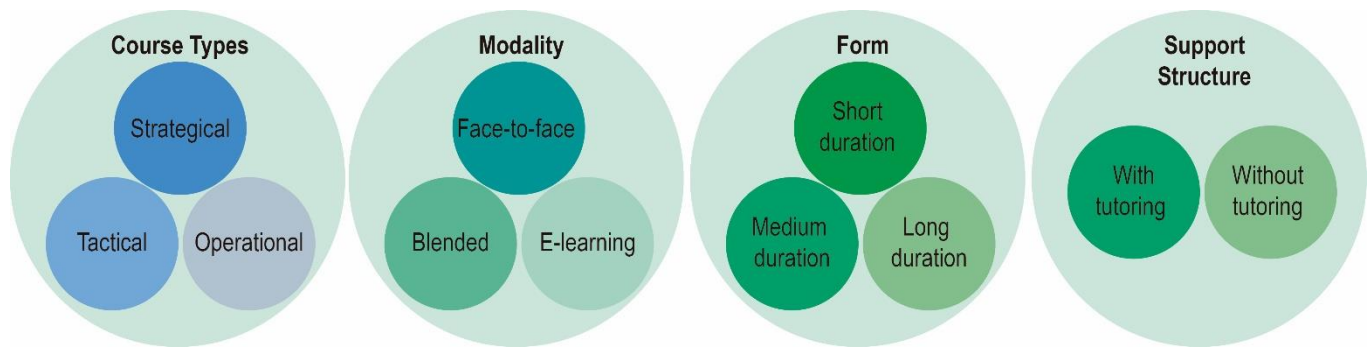 Course Types
Strategical
Tactical
Operational
Modality
Face-to-face
Blended
E-learning
Form
Short
duration
Medium
duration
Long
duration
Support
Structure
With
tutoring
Without
tutoring